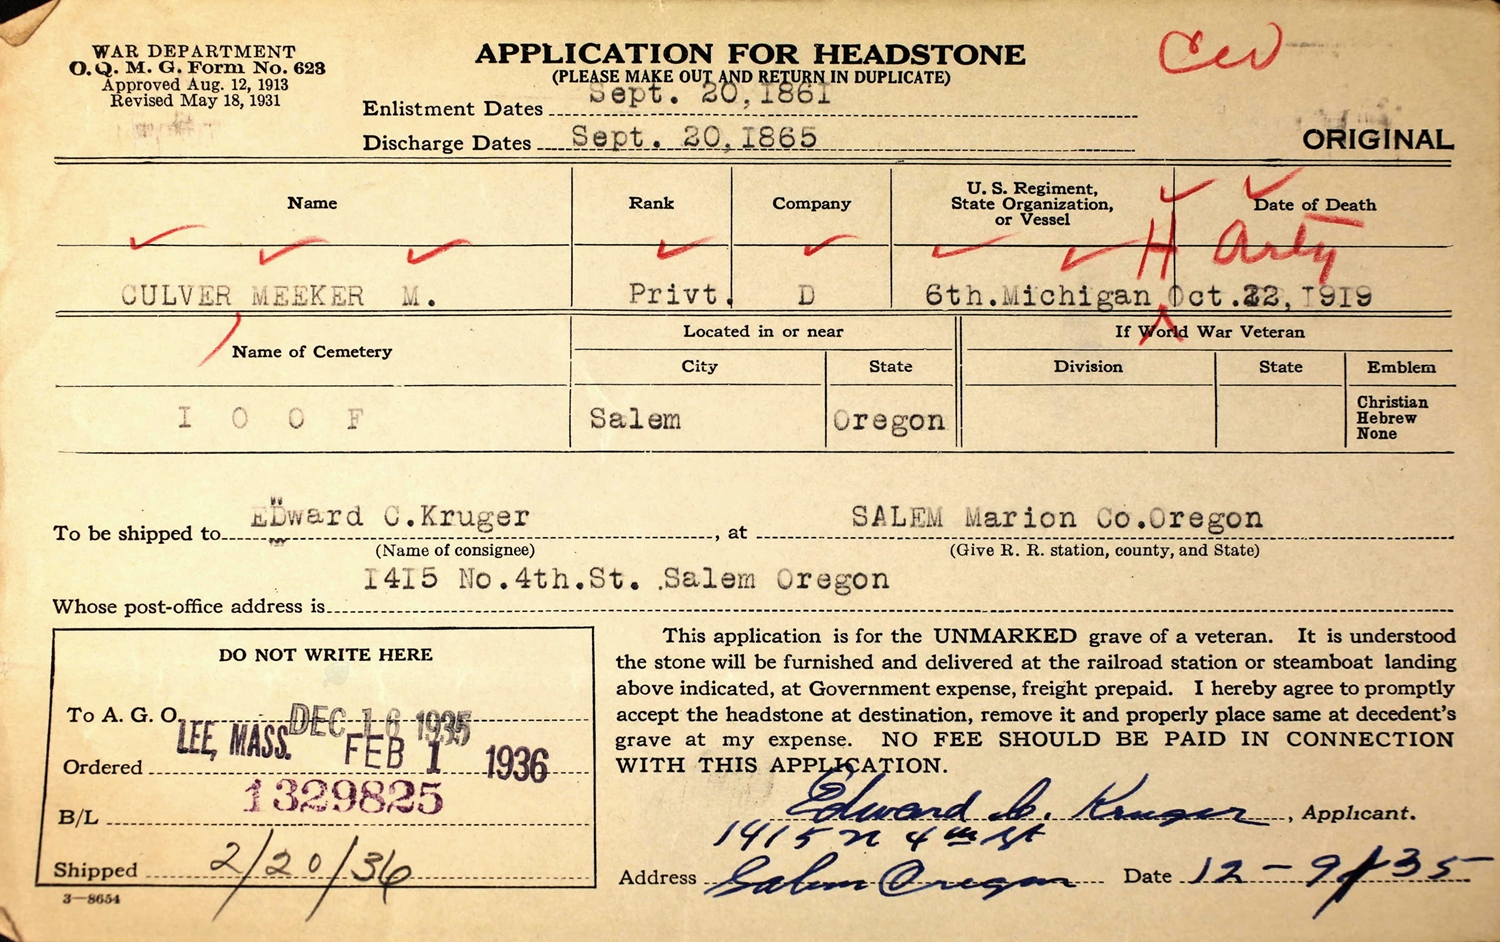 WAR DEPARTMENT
O. Q. M. G. Form No. 623
Approved Aug. 12, 1913
Revised May 18, 1931
APPLICATION FOR HEADSTONE
(PLEASE MAKE OUT AND RETURN IN DUPLICATE)
CW
Enlistment Dates Sept. 20,1861
Discharge Dates Sept. 20,1865
ORIGINAL
Name Rank Company U. S. Regiment, State Organization, or Vessel Date of Death
H Arty
CULVER MEEKER M. Privt. D 6th.Michigan Oct.22,1919
Name of Cemetery Located in or near If World War Veteran
City State Division State Emblem
I O O F Salem Oregon Christian
Hebrew
None
To be shipped to EDward C.Kruger, at SALEM Marion Co.Oregon
(Name of consignee) (Give R. R. station, county, and State)
1415 No.4th.St. Salem Oregon
Whose post-office address is
DO NOT WRITE HERE
To A. G. O. DEC 16 1935
LEE, MASS.
Ordered FEB 1 1936
1329825
B/L
Shipped 2/20/36
3—8654
This application is for the UNMARKED grave of a veteran. It is understood
the stone will be furnished and delivered at the railroad station or steamboat landing
above indicated, at Government expense, freight prepaid. I hereby agree to promptly
accept the headstone at destination, remove it and properly place same at decedent's
grave at my expense. NO FEE SHOULD BE PAID IN CONNECTION
WITH THIS APPLICATION.
Edward C. Kruger, Applicant.
1415 N 4th St
Address Salem Oregon Date 12-9-35